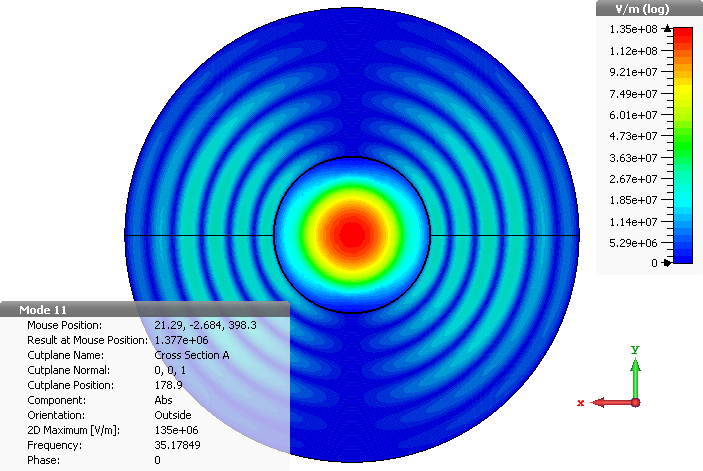 V/m (log)
1.35e+08
1.12e+08
9.21e+07
7.49e+07
6.01e+07
4.73e+07
3.63e+07
2.67e+07
1.85e+07
1.14e+07
5.29e+06
0
Mode 11
Mouse Position: 21.29, -2.684, 398.3
Result at Mouse Position: 1.377e+06
Cutplane Name: Cross Section A
Cutplane Normal: 0, 0, 1
Cutplane Position: 178.9
Component: Abs
Orientation: Outside
2D Maximum [V/m]: 135e+06
Frequency: 35.17849
Phase: 0
y
x